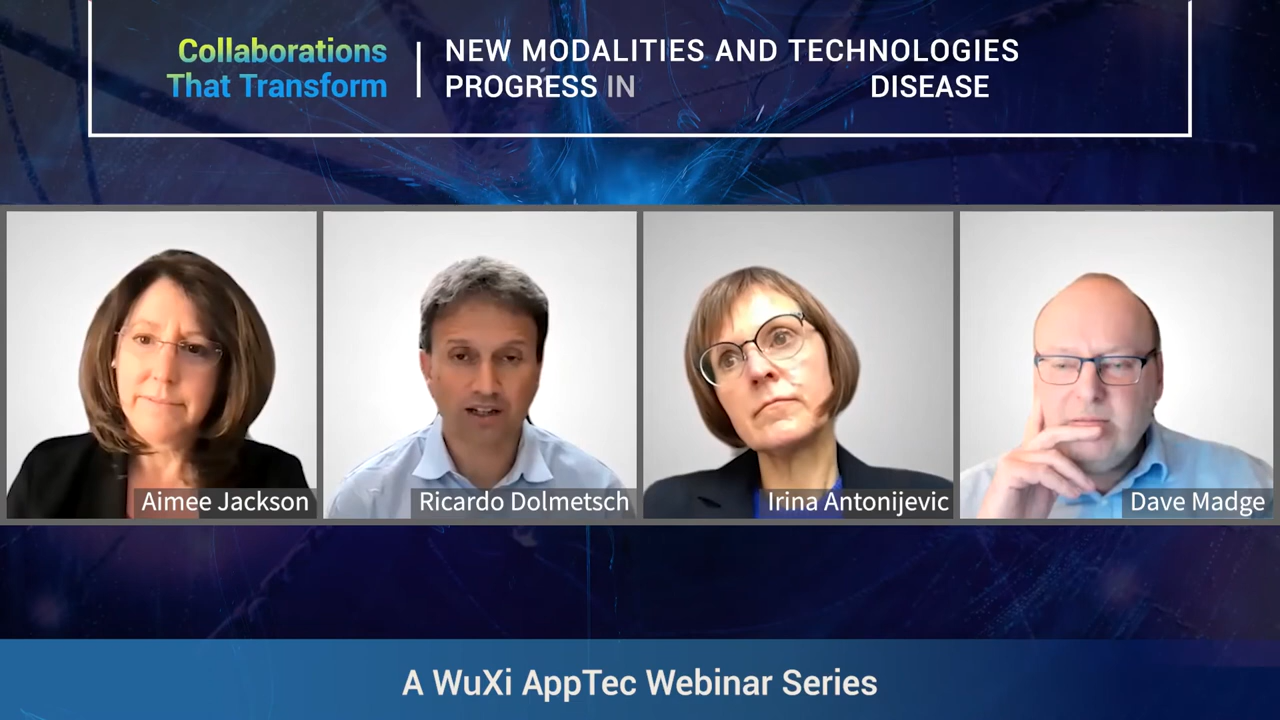 Collaborations
That Transform
NEW MODALITIES AND TECHNOLOGIES
PROGRESS IN DISEASE
Aimee Jackson
Ricardo Dolmetsch
Irina Antonijevic
Dave Madge
A WuXi AppTec Webinar Series